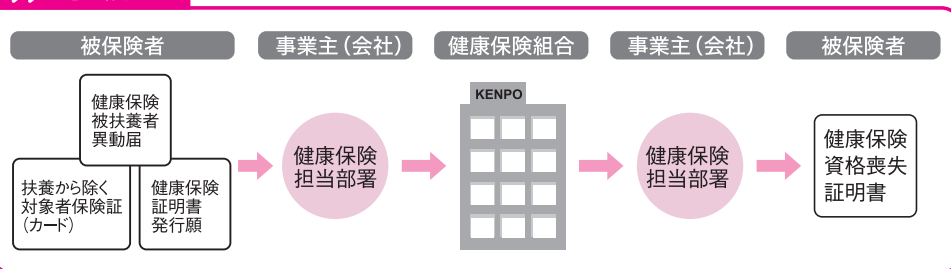 被保険者
事業主(会社)
健康保険組合
事業主(会社)
被保険者
健康保険
被扶養者
異動届
扶養から除く
対象者保険証
(カード)
健康保険
証明書
発行願
健康保険
担当部署
KENPO
健康保険
担当部署
健康保険
資格喪失
証明書